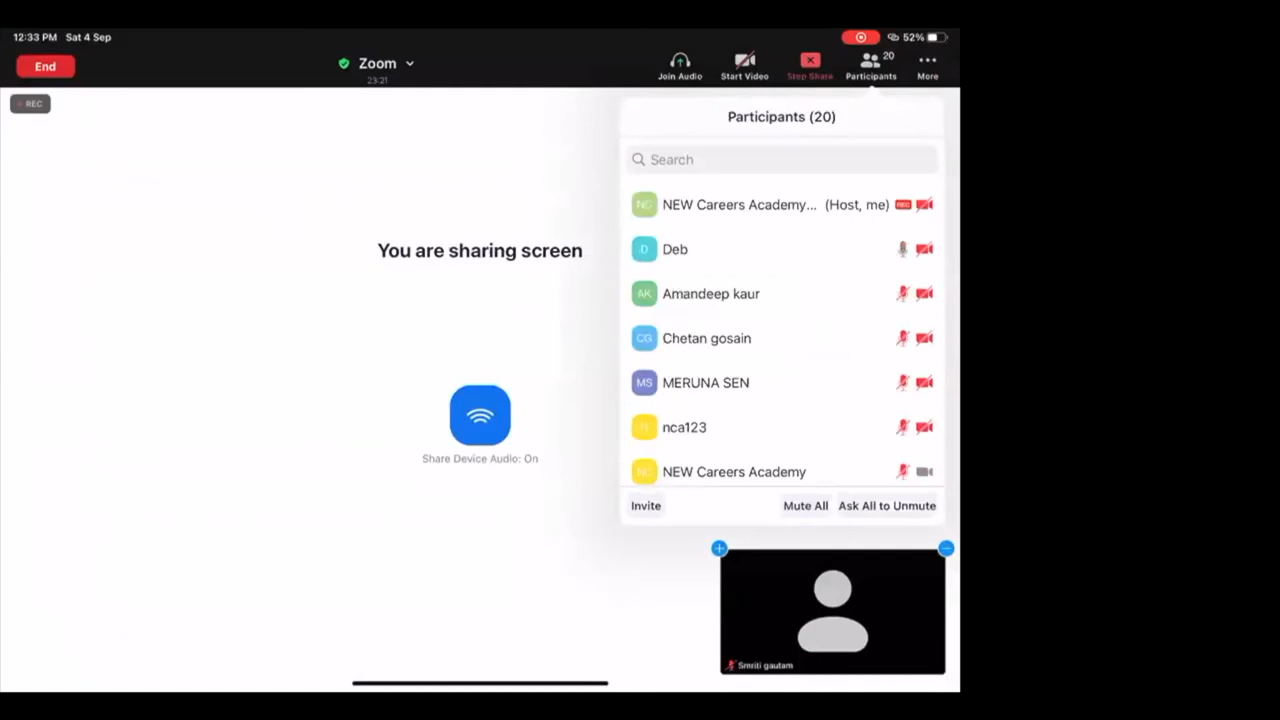 12:33 PM Sat 4 Sep
52%
End
Zoom
23:21
Join Audio
Start Video
Stop Share
20
Participants
More
REC
Participants (20)
Search
NC NEW Careers Academy... (Host, me) REC
D Deb
AK Amandeep kaur
CG Chetan gosain
MS MERUNA SEN
nca123
NC NEW Careers Academy
Invite
Mute All
Ask All to Unmute
You are sharing screen
Share Device Audio: On
Smriti gautam